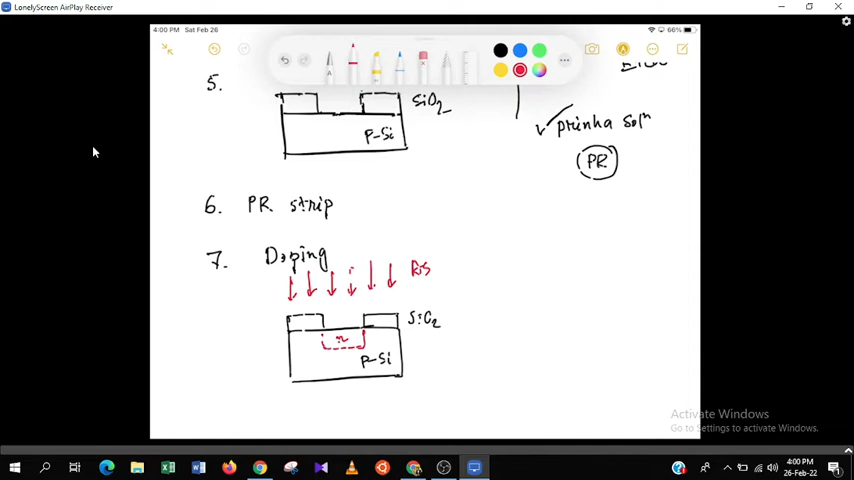 LonelyScreen AirPlay Receiver
4:00 PM Sat Feb 26
66%
5.
SiO2
p-Si
prinha soln
PR
6. PR strip
7. Doping
SiO2
n
p-Si
Activate Windows
Go to Settings to activate Windows.
4:00 PM
26-Feb-22